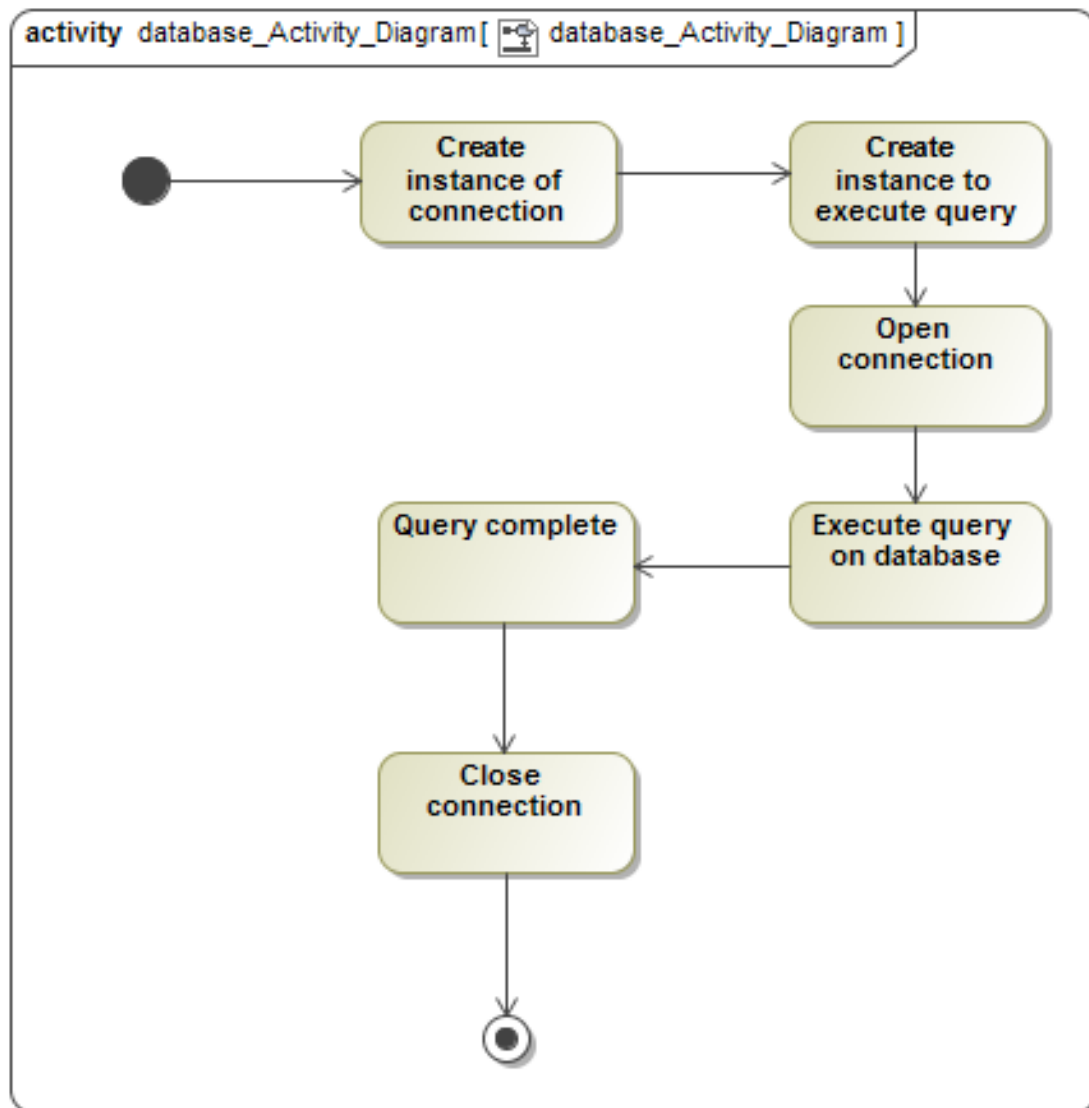 activity database_Activity_Diagram[ database_Activity_Diagram ]
Create
instance of
connection
Create
instance to
execute query
Open
connection
Execute query
on database
Query complete
Close
connection